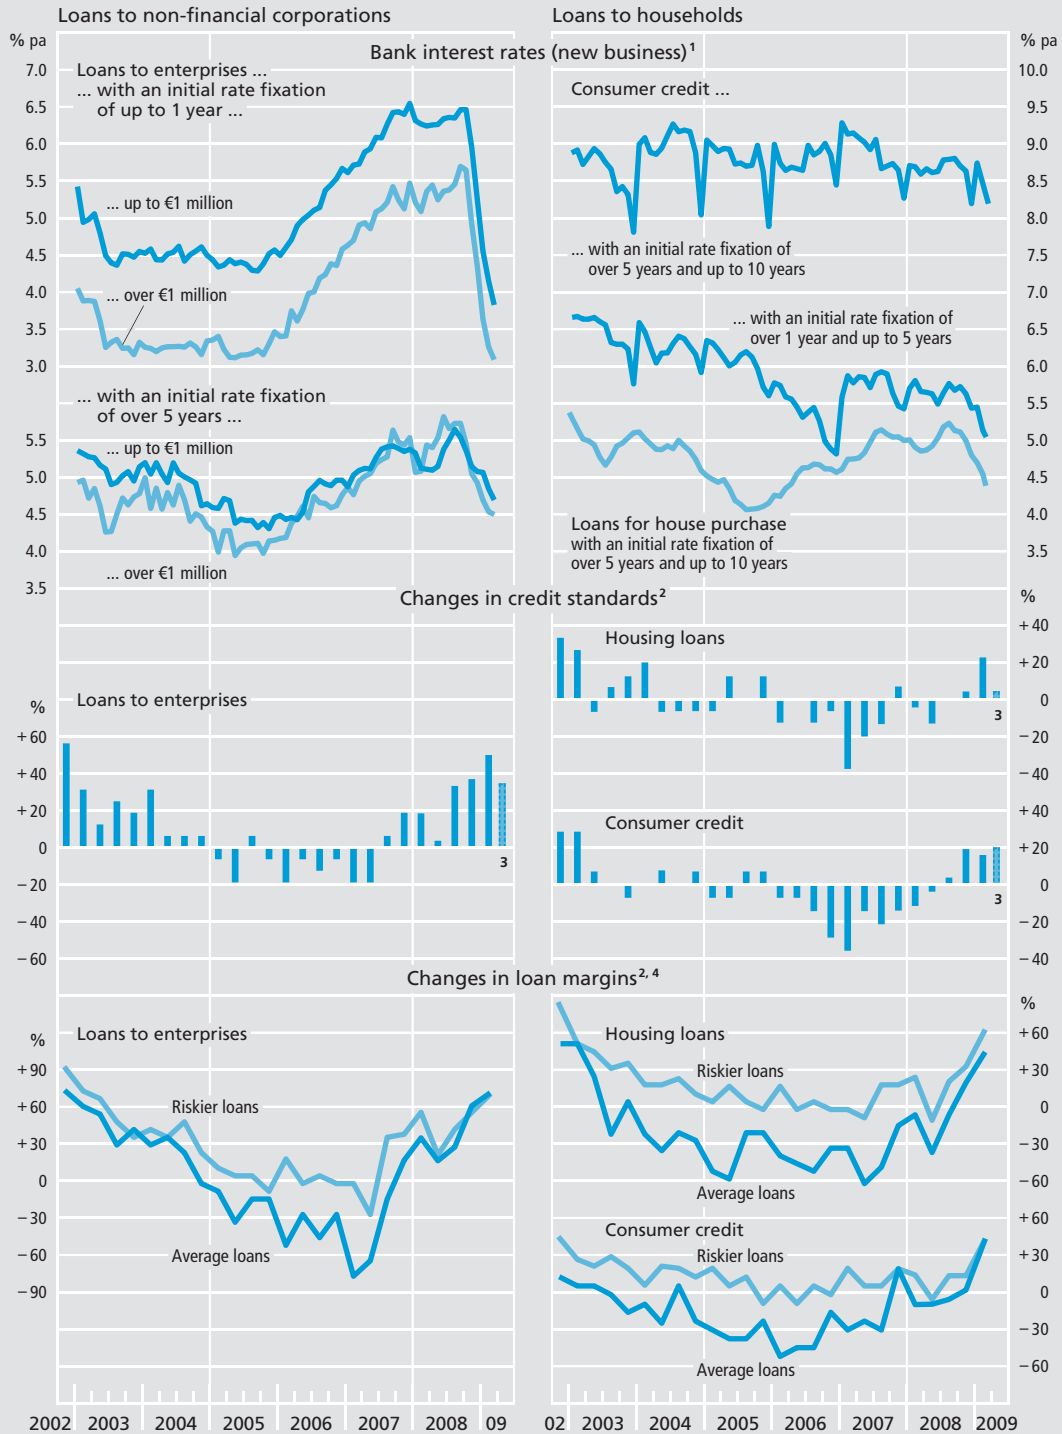 Loans to non-financial corporations
Loans to households
% pa
Bank interest rates (new business)1
% pa
7.0
6.5
6.0
5.5
5.0
4.5
4.0
3.5
3.0
Loans to enterprises ...
... with an initial rate fixation
of up to 1 year ...
... up to €1 million
... over €1 million
... with an initial rate fixation
of over 5 years ...
... up to €1 million
... over €1 million
5.5
5.0
4.5
4.0
3.5
Consumer credit ...
... with an initial rate fixation of
over 5 years and up to 10 years
... with an initial rate fixation of
over 1 year and up to 5 years
Loans for house purchase
with an initial rate fixation of
over 5 years and up to 10 years
10.0
9.5
9.0
8.5
8.0
7.5
7.0
6.5
6.0
5.5
5.0
4.5
4.0
3.5
Changes in credit standards2
%
Loans to enterprises
%
+ 60
+ 40
+ 20
0
− 20
− 40
− 60
3
Housing loans
+ 40
+ 20
0
− 20
− 40
3
Consumer credit
+ 40
+ 20
0
− 20
− 40
3
Changes in loan margins2, 4
%
Loans to enterprises
%
+ 90
+ 60
+ 30
0
− 30
− 60
− 90
Riskier loans
Average loans
Housing loans
Riskier loans
Average loans
+ 60
+ 30
0
− 30
− 60
Consumer credit
Riskier loans
Average loans
+ 60
+ 30
0
− 30
− 60
2002 2003 2004 2005 2006 2007 2008 09
02 2003 2004 2005 2006 2007 2008 2009